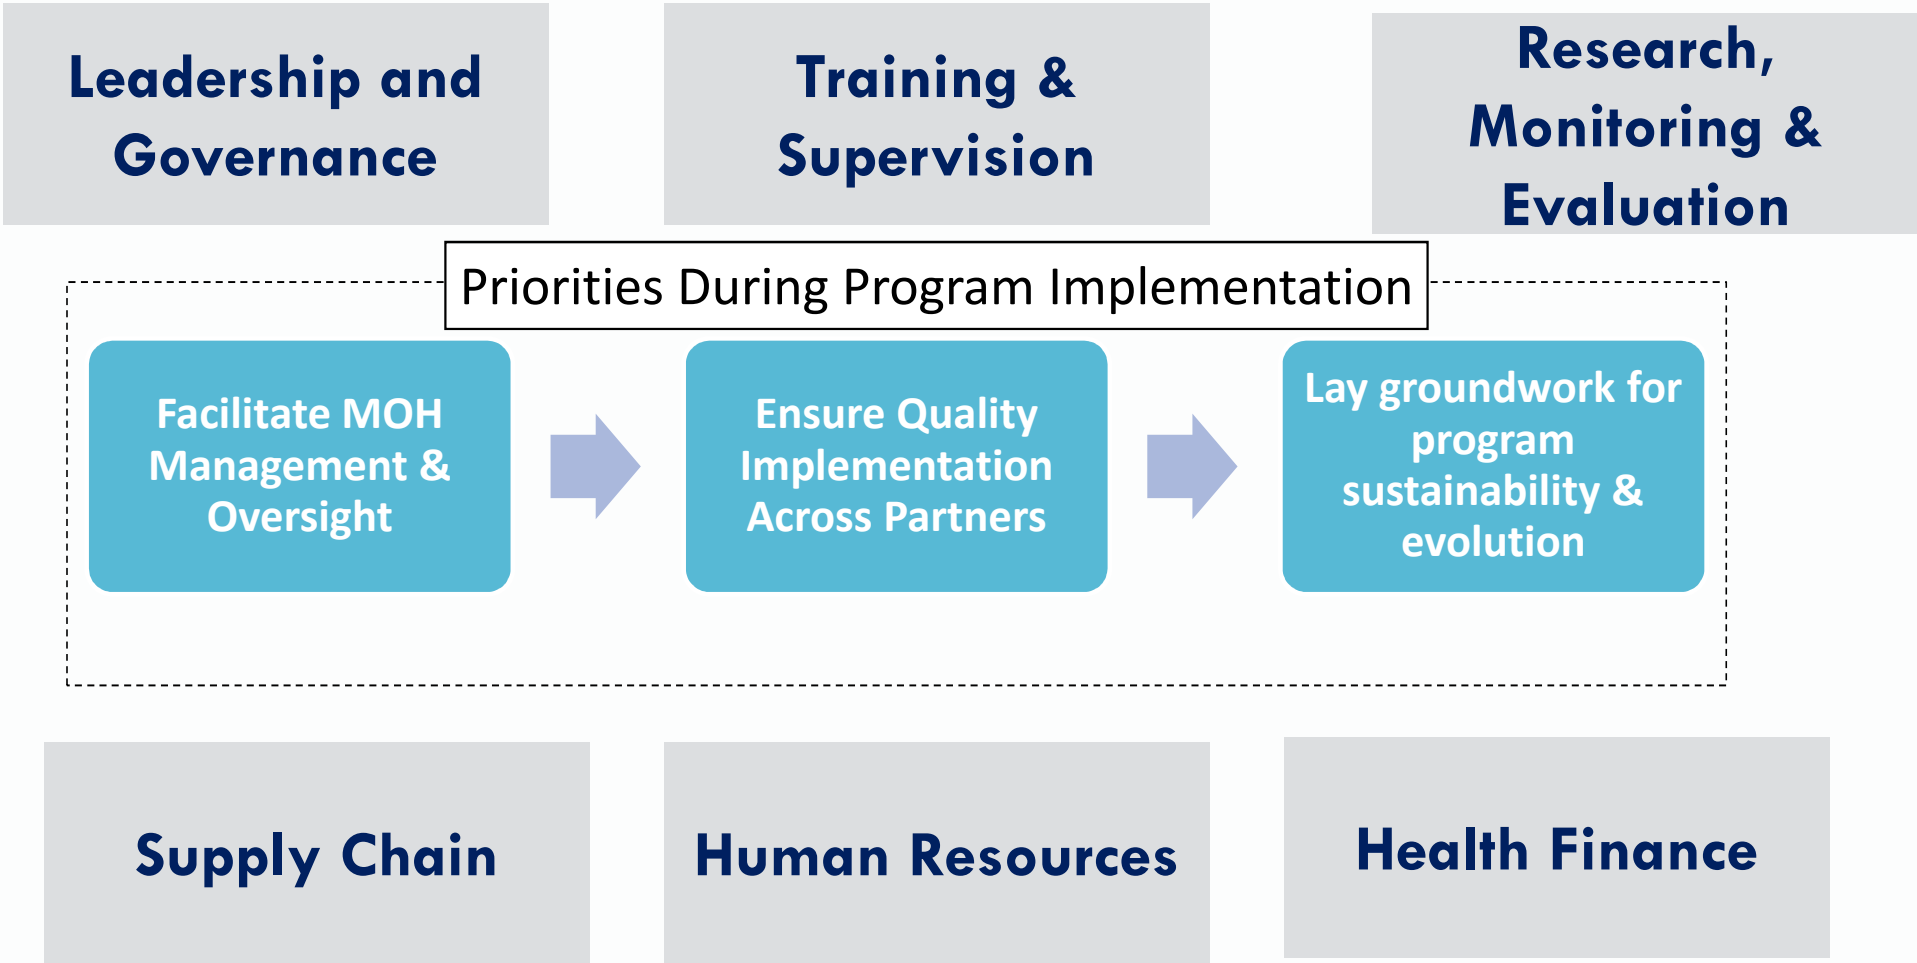 Leadership and
Governance
Training &
Supervision
Research,
Monitoring &
Evaluation
Priorities During Program Implementation
Facilitate MOH
Management &
Oversight
Ensure Quality
Implementation
Across Partners
Lay groundwork for
program
sustainability &
evolution
Supply Chain
Human Resources
Health Finance